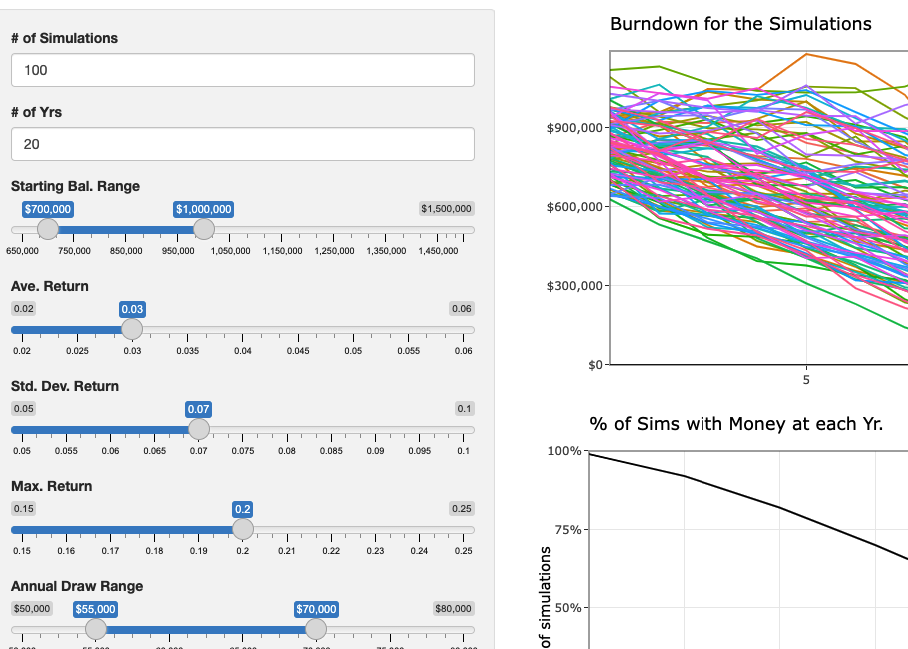 # of Simulations
100
# of Yrs
20
Starting Bal. Range
$700,000 $1,000,000 $1,500,000
650,000 750,000 850,000 950,000 1,050,000 1,150,000 1,250,000 1,350,000 1,450,000
Ave. Return
0.02 0.03 0.06
0.02 0.025 0.03 0.035 0.04 0.045 0.05 0.055 0.06
Std. Dev. Return
0.05 0.07 0.1
0.05 0.055 0.06 0.065 0.07 0.075 0.08 0.085 0.09 0.095 0.1
Max. Return
0.15 0.2 0.25
0.15 0.16 0.17 0.18 0.19 0.2 0.21 0.22 0.23 0.24 0.25
Annual Draw Range
$50,000 $55,000 $70,000 $80,000
Burndown for the Simulations
$900,000
$600,000
$300,000
$0
5
% of Sims with Money at each Yr.
100%
75%
50%
of simulations